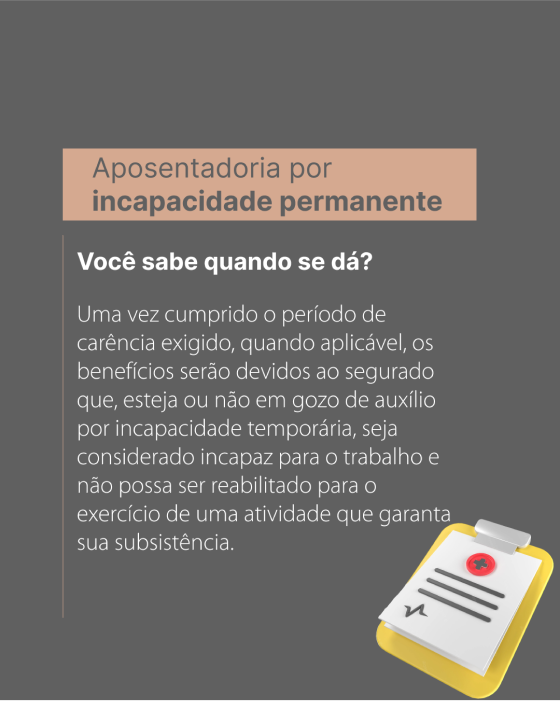 Aposentadoria por
incapacidade permanente
Você sabe quando se dá?
Uma vez cumprido o período de
carência exigido, quando aplicável, os
benefícios serão devidos ao segurado
que, esteja ou não em gozo de auxílio
por incapacidade temporária, seja
considerado incapaz para o trabalho e
não possa ser reabilitado para o
exercício de uma atividade que garanta
sua subsistência.